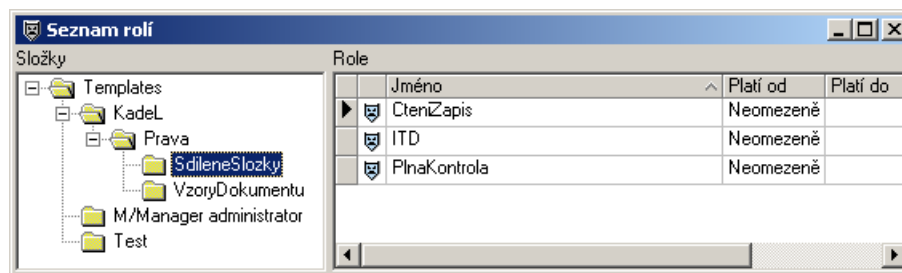 Seznam rolí
Složky
Templates
KadeL
Prava
SdileneSlozky
VzoryDokumentu
M/Manager administrator
Test
Role
Jméno Platí od Platí do
CteniZapis Neomezeně
ITD Neomezeně
PlnaKontrola Neomezeně